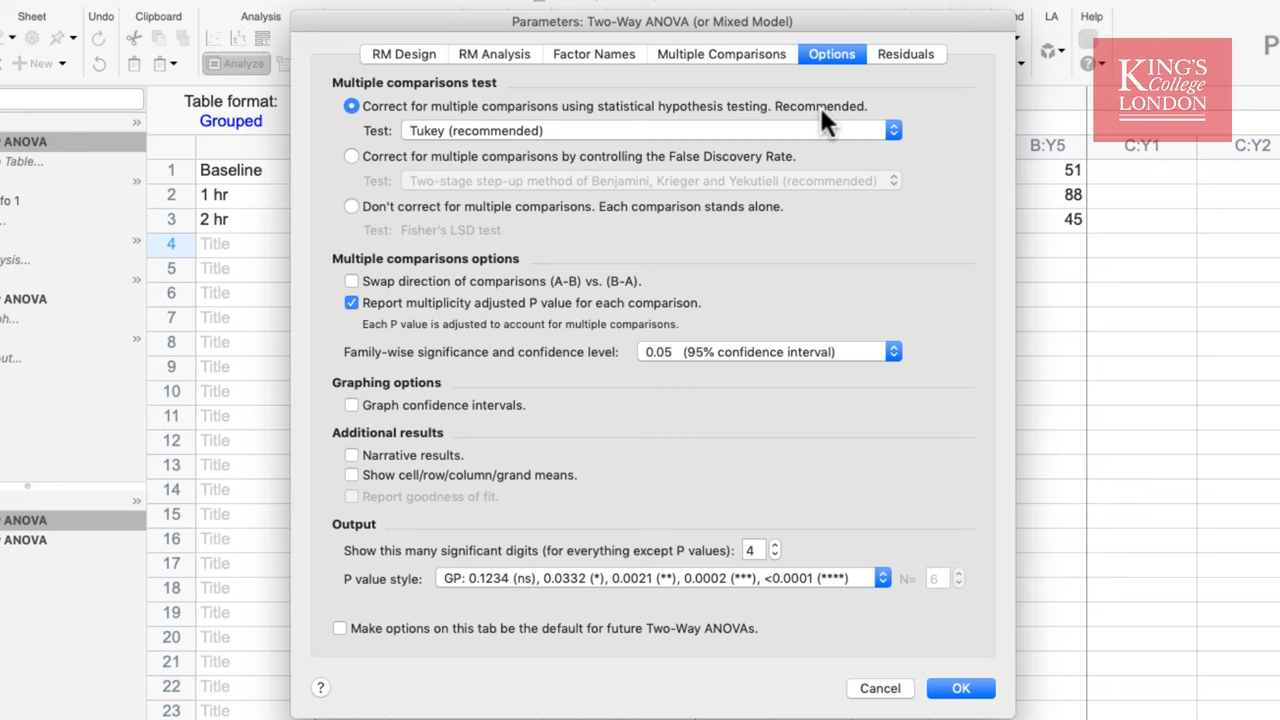 Parameters: Two-Way ANOVA (or Mixed Model)
Sheet Undo Clipboard Analysis LA Help
New Analyze
RM Design RM Analysis Factor Names Multiple Comparisons Options Residuals
KING'S
College
LONDON
Table format:
Grouped
ANOVA
Table...
fo 1
ysis...
ANOVA
ph...
out...
ANOVA
ANOVA
B:Y5 C:Y1 C:Y2
1 Baseline 51
2 1 hr 88
3 2 hr 45
4 Title
5 Title
6 Title
7 Title
8 Title
9 Title
10 Title
11 Title
12 Title
13 Title
14 Title
15 Title
16 Title
17 Title
18 Title
19 Title
20 Title
21 Title
22 Title
23 Title
Multiple comparisons test
Correct for multiple comparisons using statistical hypothesis testing. Recommended.
Test: Tukey (recommended)
Correct for multiple comparisons by controlling the False Discovery Rate.
Test: Two-stage step-up method of Benjamini, Krieger and Yekutieli (recommended)
Don't correct for multiple comparisons. Each comparison stands alone.
Test: Fisher's LSD test
Multiple comparisons options
Swap direction of comparisons (A-B) vs. (B-A).
Report multiplicity adjusted P value for each comparison.
Each P value is adjusted to account for multiple comparisons.
Family-wise significance and confidence level: 0.05 (95% confidence interval)
Graphing options
Graph confidence intervals.
Additional results
Narrative results.
Show cell/row/column/grand means.
Report goodness of fit.
Output
Show this many significant digits (for everything except P values): 4
P value style: GP: 0.1234 (ns), 0.0332 (*), 0.0021 (**), 0.0002 (***), <0.0001 (****) N= 6
Make options on this tab be the default for future Two-Way ANOVAs.
? Cancel OK